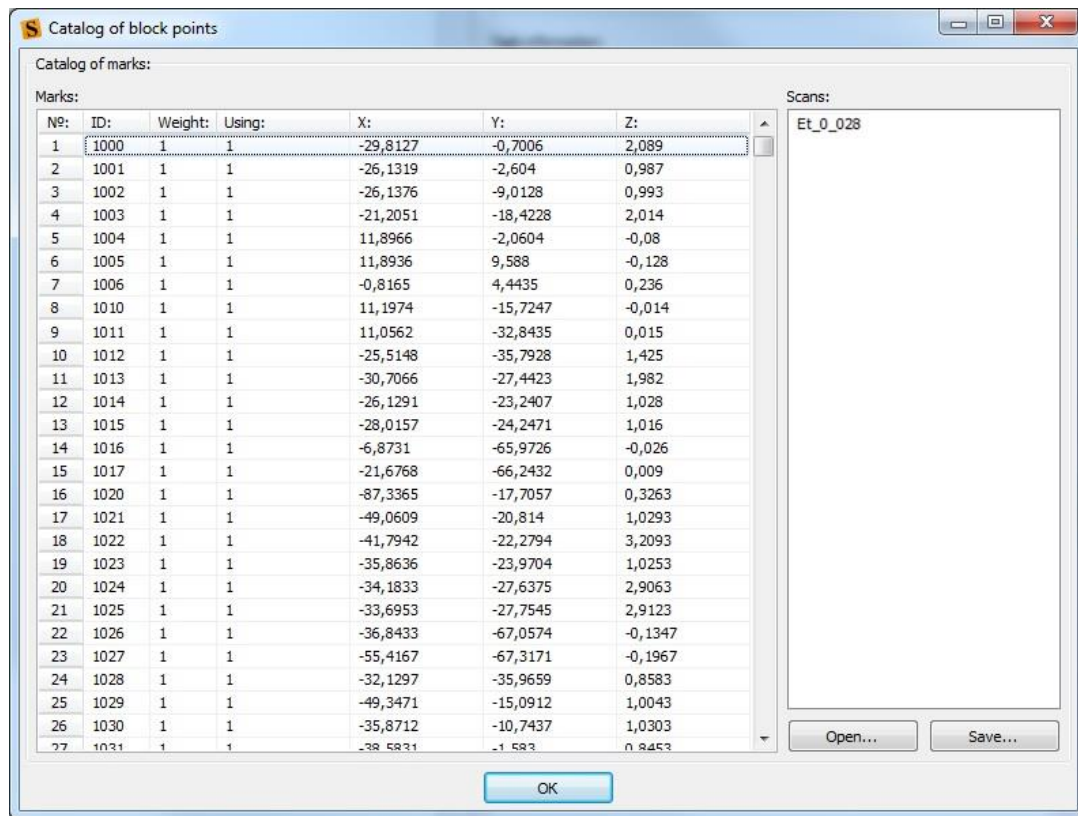 S Catalog of block points
Catalog of marks:
Marks: Scans:
Nº: ID: Weight: Using: X: Y: Z: Et_0_028
1 1000 1 1 -29,8127 -0,7006 2,089
2 1001 1 1 -26,1319 -2,604 0,987
3 1002 1 1 -26,1376 -9,0128 0,993
4 1003 1 1 -21,2051 -18,4228 2,014
5 1004 1 1 11,8966 -2,0604 -0,08
6 1005 1 1 11,8936 9,588 -0,128
7 1006 1 1 -0,8165 4,4435 0,236
8 1010 1 1 11,1974 -15,7247 -0,014
9 1011 1 1 11,0562 -32,8435 0,015
10 1012 1 1 -25,5148 -35,7928 1,425
11 1013 1 1 -30,7066 -27,4423 1,982
12 1014 1 1 -26,1291 -23,2407 1,028
13 1015 1 1 -28,0157 -24,2471 1,016
14 1016 1 1 -6,8731 -65,9726 -0,026
15 1017 1 1 -21,6768 -66,2432 0,009
16 1020 1 1 -87,3365 -17,7057 0,3263
17 1021 1 1 -49,0609 -20,814 1,0293
18 1022 1 1 -41,7942 -22,2794 3,2093
19 1023 1 1 -35,8636 -23,9704 1,0253
20 1024 1 1 -34,1833 -27,6375 2,9063
21 1025 1 1 -33,6953 -27,7545 2,9123
22 1026 1 1 -36,8433 -67,0574 -0,1347
23 1027 1 1 -55,4167 -67,3171 -0,1967
24 1028 1 1 -32,1297 -35,9659 0,8583
25 1029 1 1 -49,3471 -15,0912 1,0043
26 1030 1 1 -35,8712 -10,7437 1,0303
27 1031 1 1 -38,5831 -1,583 0,8453
Open... Save...
OK